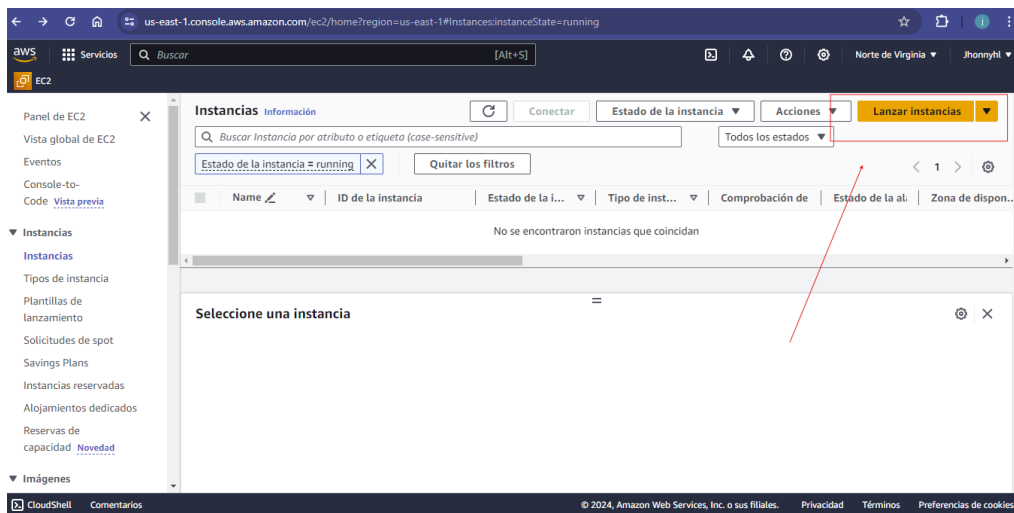 us-east-1.console.aws.amazon.com/ec2/home?region=us-east-1#Instances:instanceState=running
aws Servicios Buscar [Alt+S] Norte de Virginia Jhonnyhl
EC2
Panel de EC2
Vista global de EC2
Eventos
Console-to-
Code Vista previa
Instancias
Instancias
Tipos de instancia
Plantillas de
lanzamiento
Solicitudes de spot
Savings Plans
Instancias reservadas
Alojamientos dedicados
Reservas de
capacidad Novedad
Imágenes
Instancias Información Conectar Estado de la instancia Acciones Lanzar instancias
Buscar Instancia por atributo o etiqueta (case-sensitive) Todos los estados
Estado de la instancia = running Quitar los filtros 1
Name ID de la instancia Estado de la i... Tipo de inst... Comprobación de Estado de la al Zona de dispon...
No se encontraron instancias que coincidan
Seleccione una instancia
CloudShell Comentarios © 2024, Amazon Web Services, Inc. o sus filiales. Privacidad Términos Preferencias de cookies